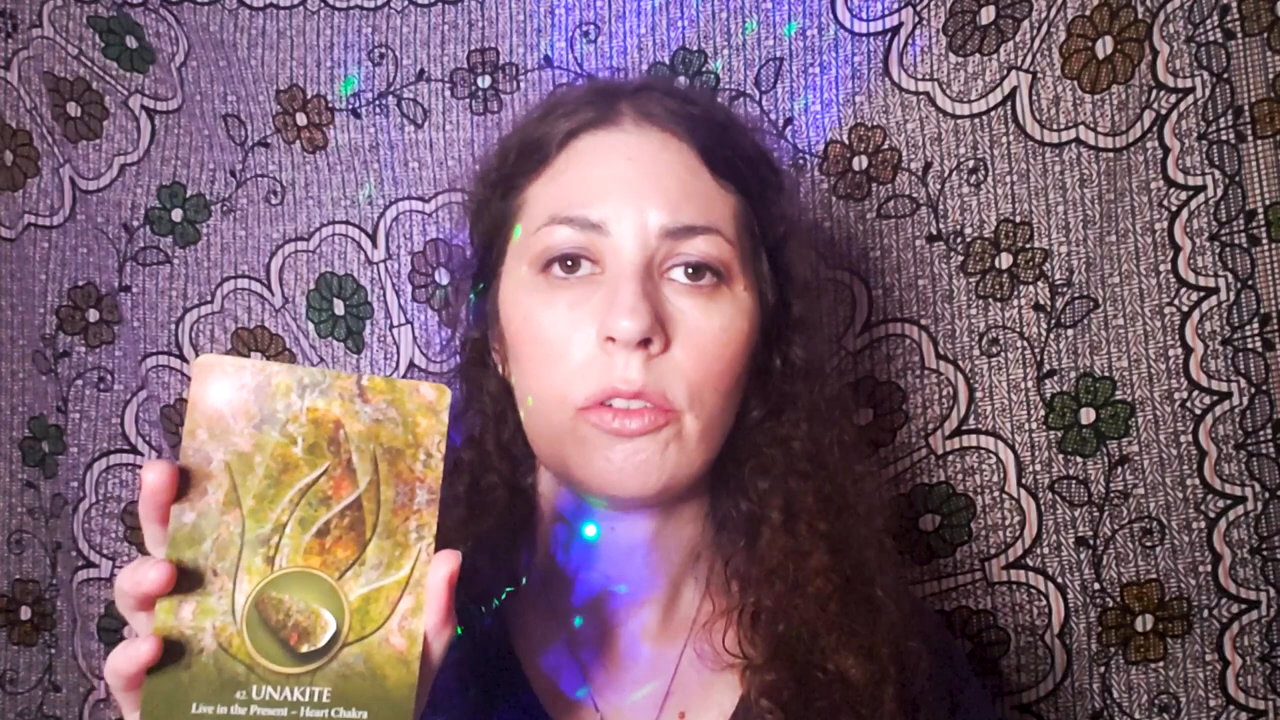 42. UNAKITE
Live in the Present – Heart Chakra